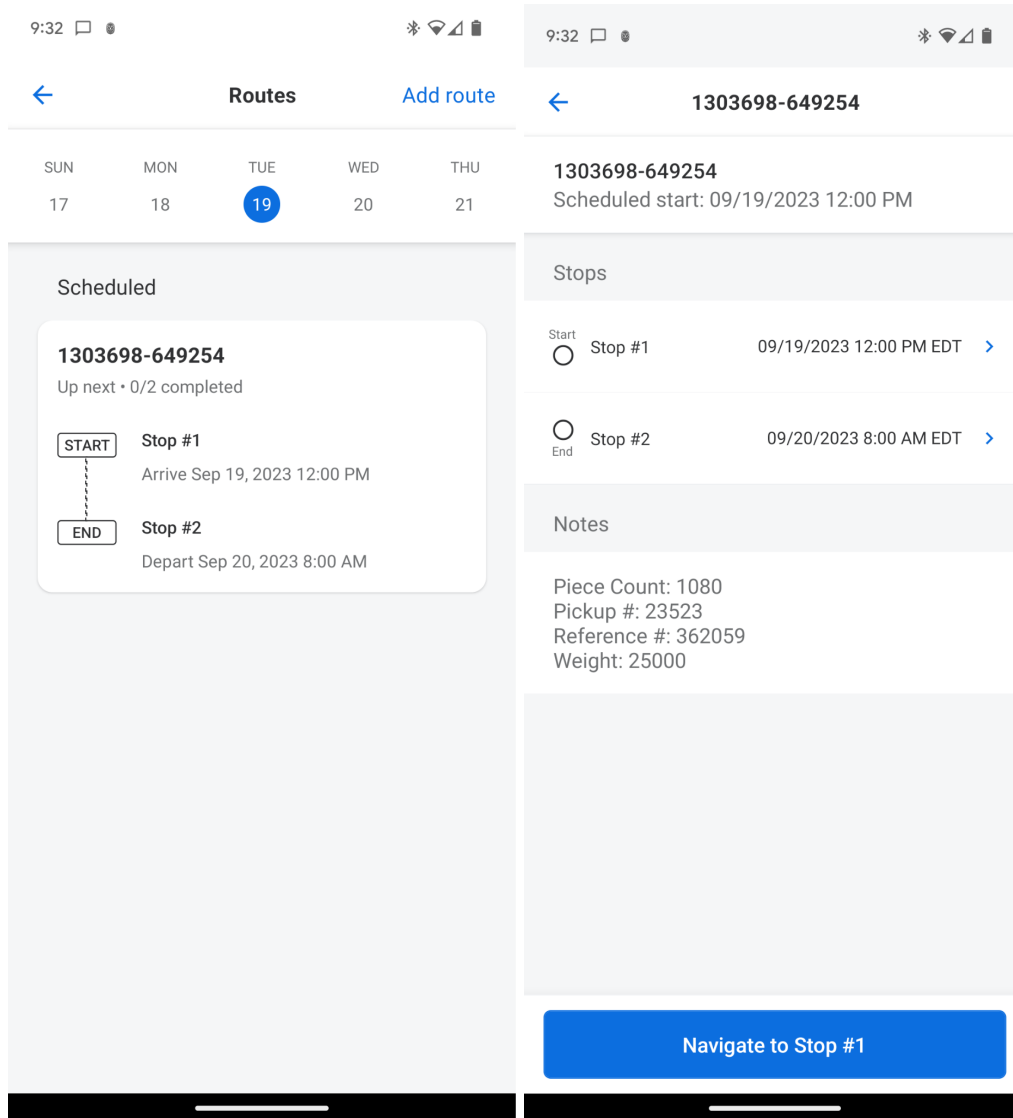 9:32
Routes
Add route
SUN MON TUE WED THU
17 18 19 20 21
Scheduled
1303698-649254
Up next • 0/2 completed
START Stop #1
Arrive Sep 19, 2023 12:00 PM
END Stop #2
Depart Sep 20, 2023 8:00 AM
9:32
1303698-649254
1303698-649254
Scheduled start: 09/19/2023 12:00 PM
Stops
Start
Stop #1 09/19/2023 12:00 PM EDT
Stop #2 09/20/2023 8:00 AM EDT
End
Notes
Piece Count: 1080
Pickup #: 23523
Reference #: 362059
Weight: 25000
Navigate to Stop #1